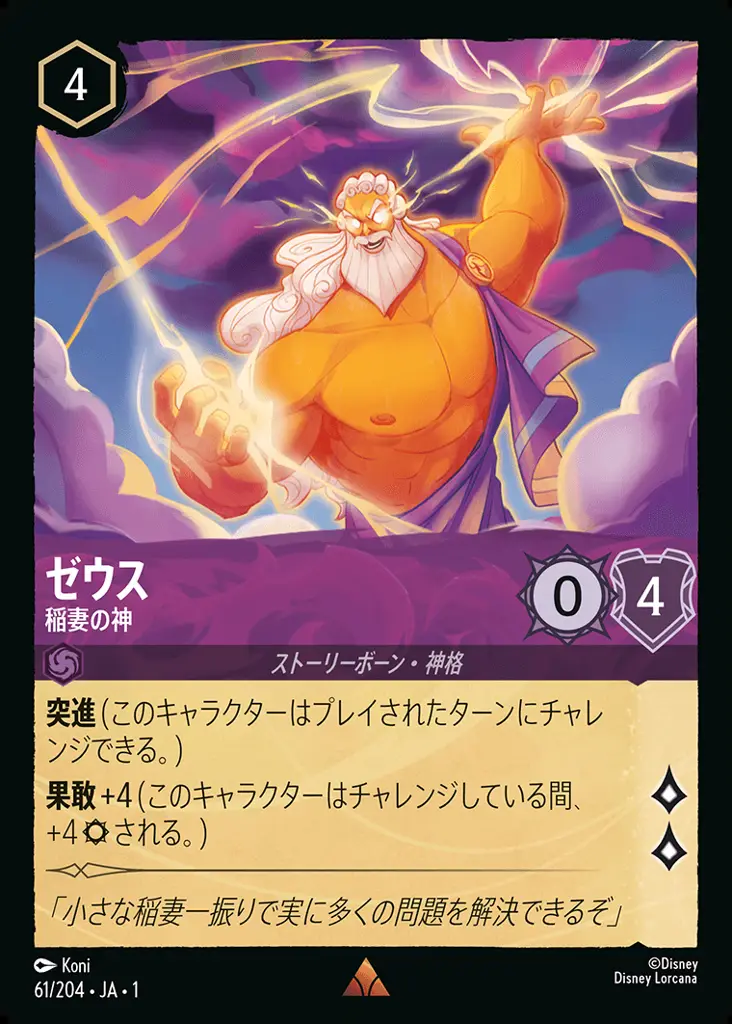 4
ゼウス
稲妻の神
0
4
ストーリーボーン・神格
突進(このキャラクターはプレイされたターンにチャレ
ンジできる。)
果敢 +4(このキャラクターはチャレンジしている間、
+4 される。)
「小さな稲妻一振りで実に多くの問題を解決できるぞ」
Koni
©Disney
61/204・JA・1
Disney Lorcana